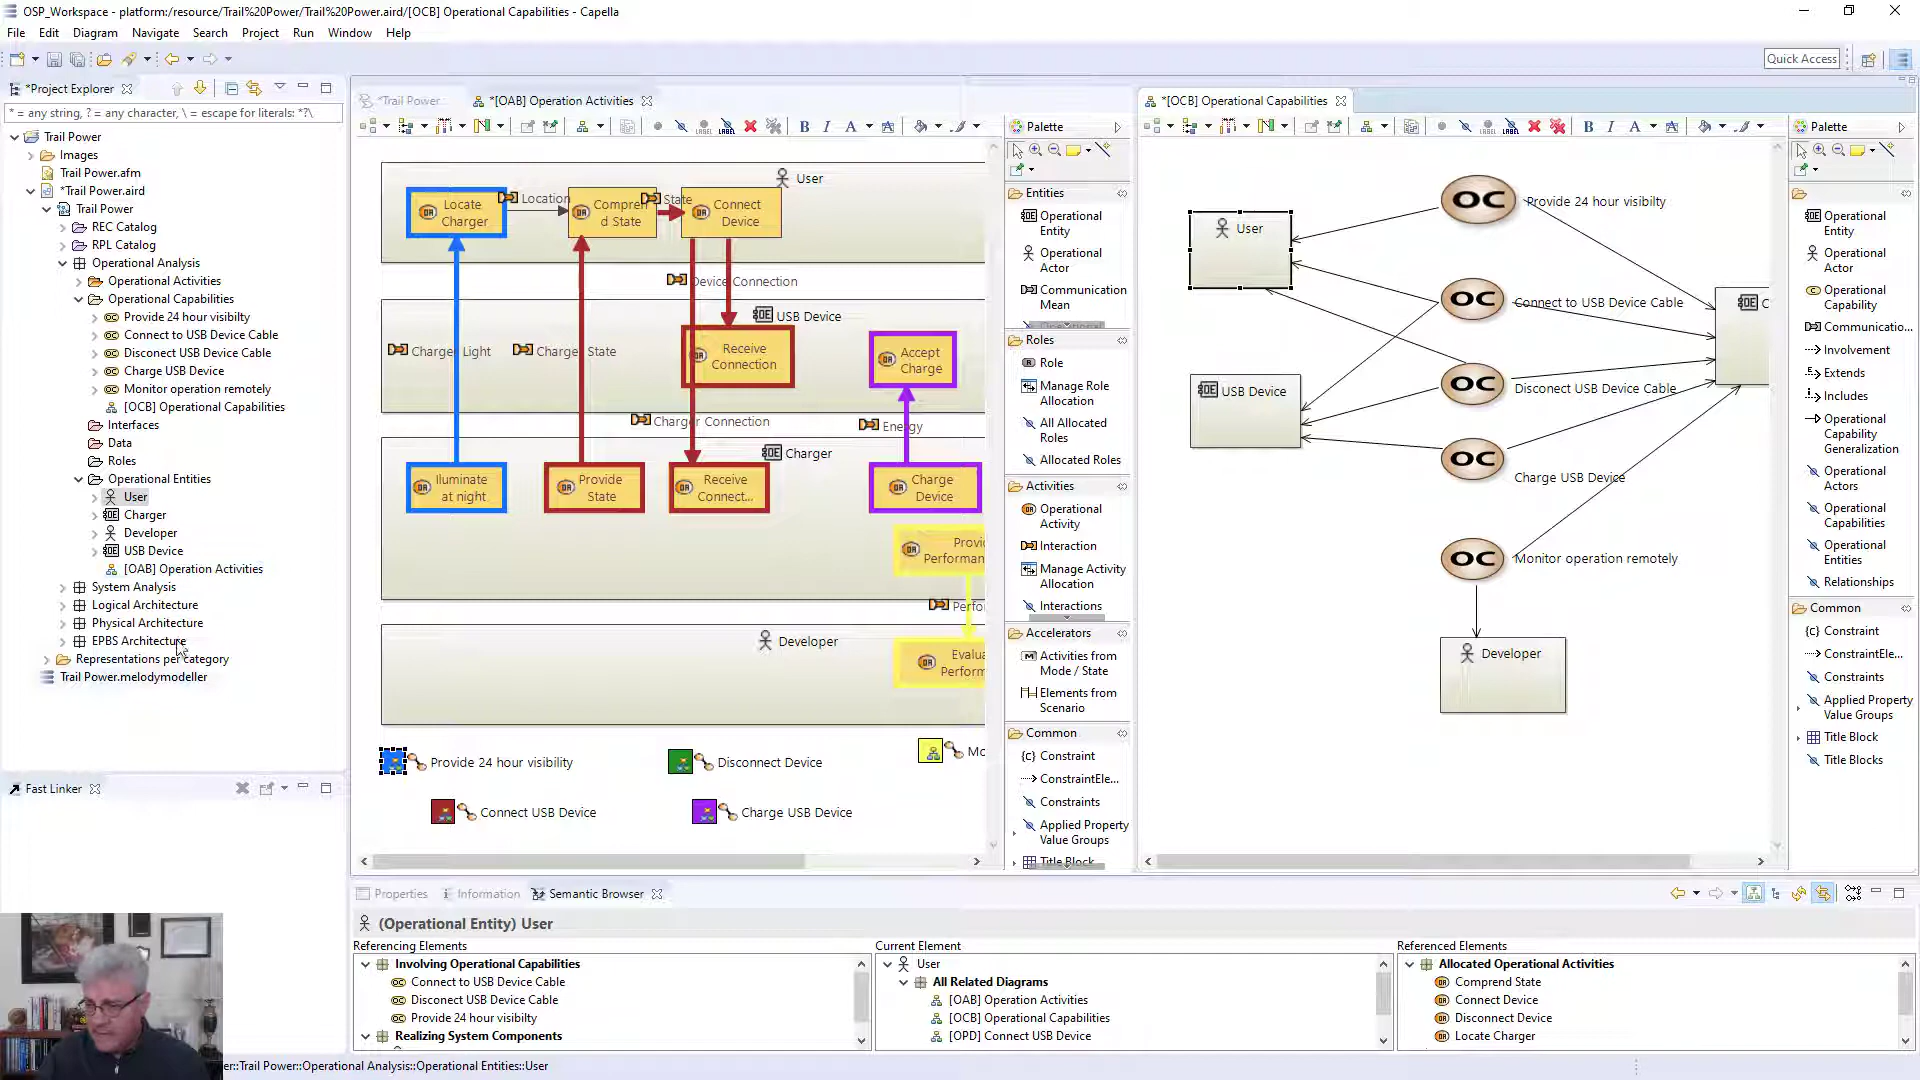 OSP_Workspace - platform:/resource/Trail%20Power/Trail%20Power.aird/[OCB] Operational Capabilities - Capella
File Edit Diagram Navigate Search Project Run Window Help
Quick Access
*Project Explorer
* = any string, ? = any character, \ = escape for literals: *?\
Trail Power
Images
Trail Power.afm
*Trail Power.aird
Trail Power
REC Catalog
RPL Catalog
Operational Analysis
Operational Activities
Operational Capabilities
Provide 24 hour visibilty
Connect to USB Device Cable
Disconect USB Device Cable
Charge USB Device
Monitor operation remotely
[OCB] Operational Capabilities
Interfaces
Data
Roles
Operational Entities
User
Charger
Developer
USB Device
[OAB] Operation Activities
System Analysis
Logical Architecture
Physical Architecture
EPBS Architecture
Representations per category
Trail Power.melodymodeller
Fast Linker
*Trail Power
*[OAB] Operation Activities
User
Locate Charger
Location
Compren d State
State
Connect Device
Device Connection
USB Device
Charger Light
Charger State
Receive Connection
Accept Charge
Charger Connection
Energy
Charger
Iluminate at night
Provide State
Receive Connect...
Charge Device
Provi
Performan
Perfo
Developer
Evalua
Perform
Provide 24 hour visibility
Disconnect Device
Mo
Connect USB Device
Charge USB Device
Palette
Entities
Operational Entity
Operational Actor
Communication Mean
Roles
Role
Manage Role Allocation
All Allocated Roles
Allocated Roles
Activities
Operational Activity
Interaction
Manage Activity Allocation
Interactions
Accelerators
Activities from Mode / State
Elements from Scenario
Common
{c} Constraint
ConstraintEle...
Constraints
Applied Property Value Groups
Title Block
*[OCB] Operational Capabilities
User
OC Provide 24 hour visibilty
OC Connect to USB Device Cable
C
OC Disconect USB Device Cable
USB Device
OC Charge USB Device
OC Monitor operation remotely
Developer
Palette
Operational Entity
Operational Actor
Operational Capability
Communicatio...
Involvement
Extends
Includes
Operational Capability Generalization
Operational Actors
Operational Capabilities
Operational Entities
Relationships
Common
{c} Constraint
ConstraintEle...
Constraints
Applied Property Value Groups
Title Block
Title Blocks
Properties Information Semantic Browser
(Operational Entity) User
Referencing Elements
Involving Operational Capabilities
Connect to USB Device Cable
Disconect USB Device Cable
Provide 24 hour visibilty
Realizing System Components
Current Element
User
All Related Diagrams
[OAB] Operation Activities
[OCB] Operational Capabilities
[OPD] Connect USB Device
Referenced Elements
Allocated Operational Activities
Comprend State
Connect Device
Disconnect Device
Locate Charger
er::Trail Power::Operational Analysis::Operational Entities::User